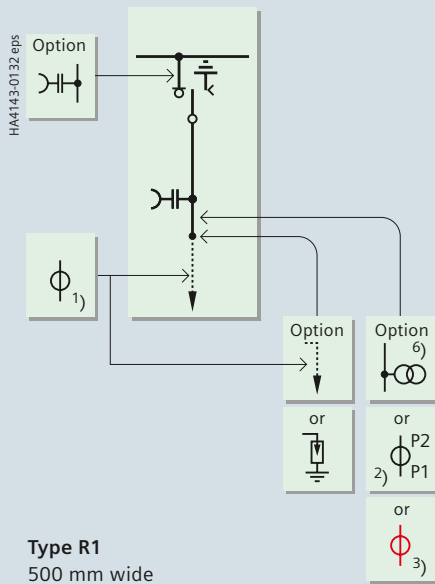 HA4143-0132 eps
Option
1)
Option
Option
6)
or
or
P2
2)
P1
or
3)
Type R1
500 mm wide